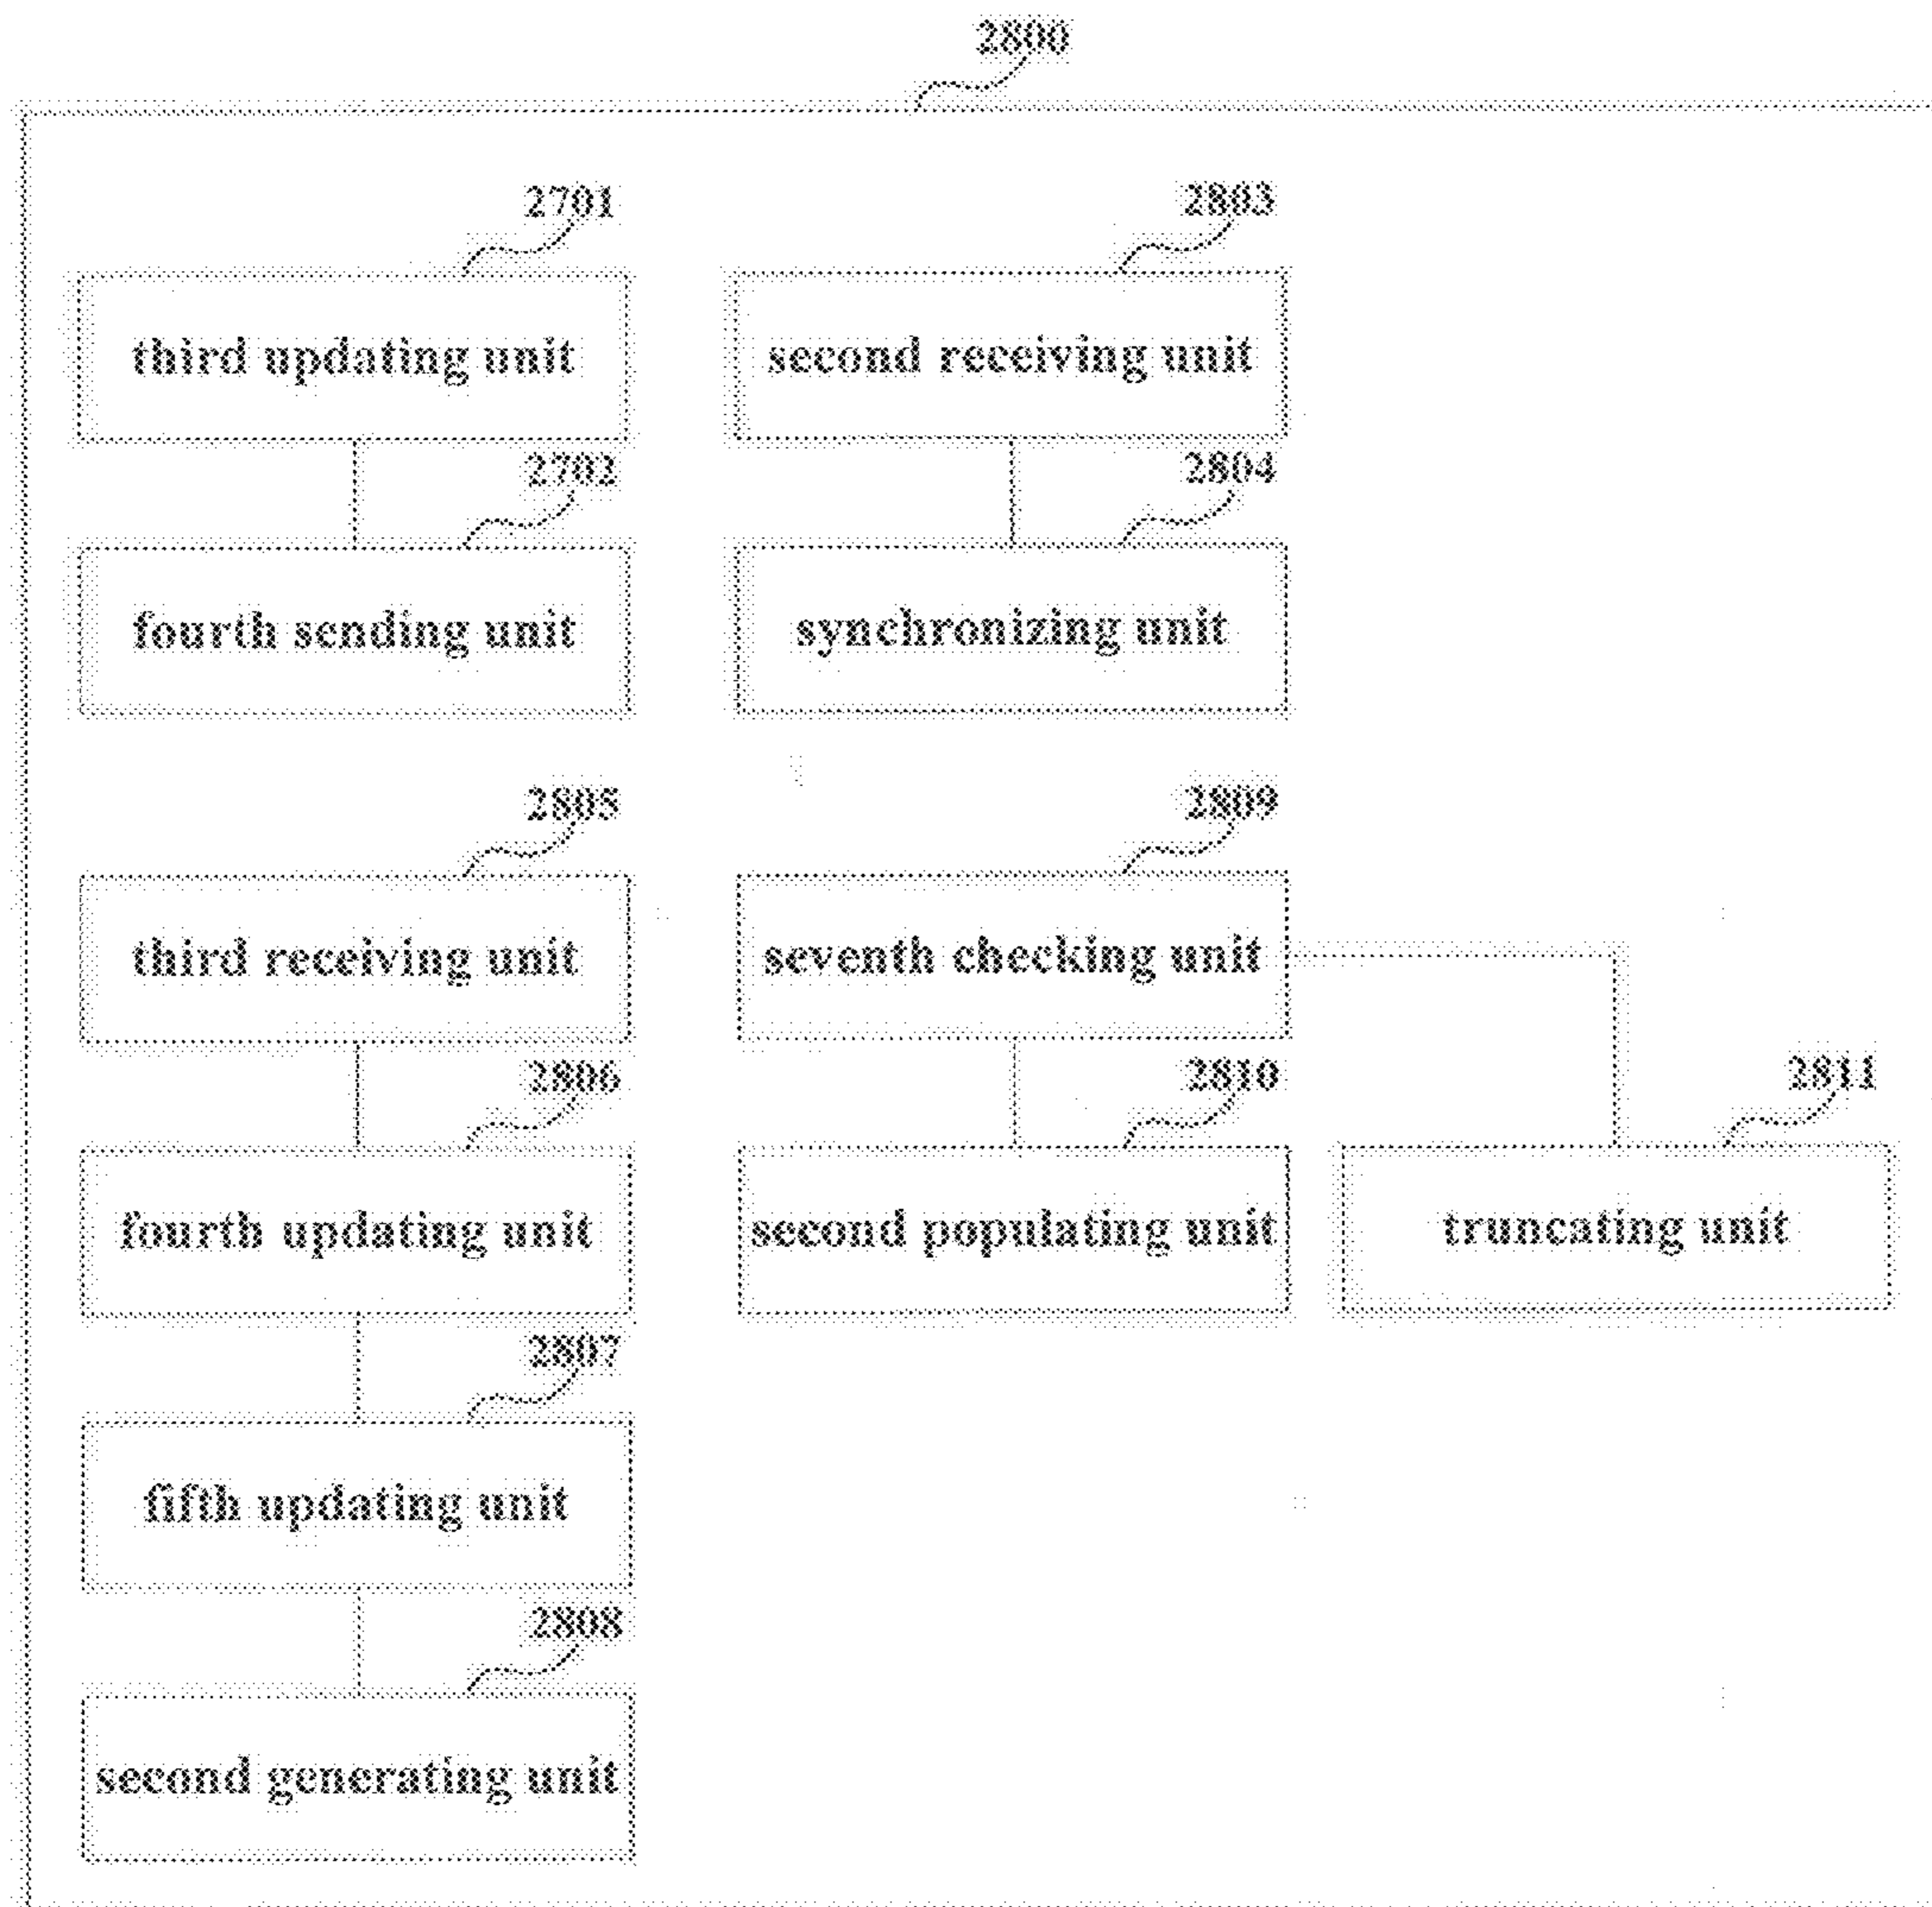 2800
2701
third updating unit
2702
fourth sending unit
2803
second receiving unit
2804
synchronizing unit
2805
third receiving unit
2806
fourth updating unit
2807
fifth updating unit
2808
second generating unit
2809
seventh checking unit
2810
second populating unit
2811
truncating unit